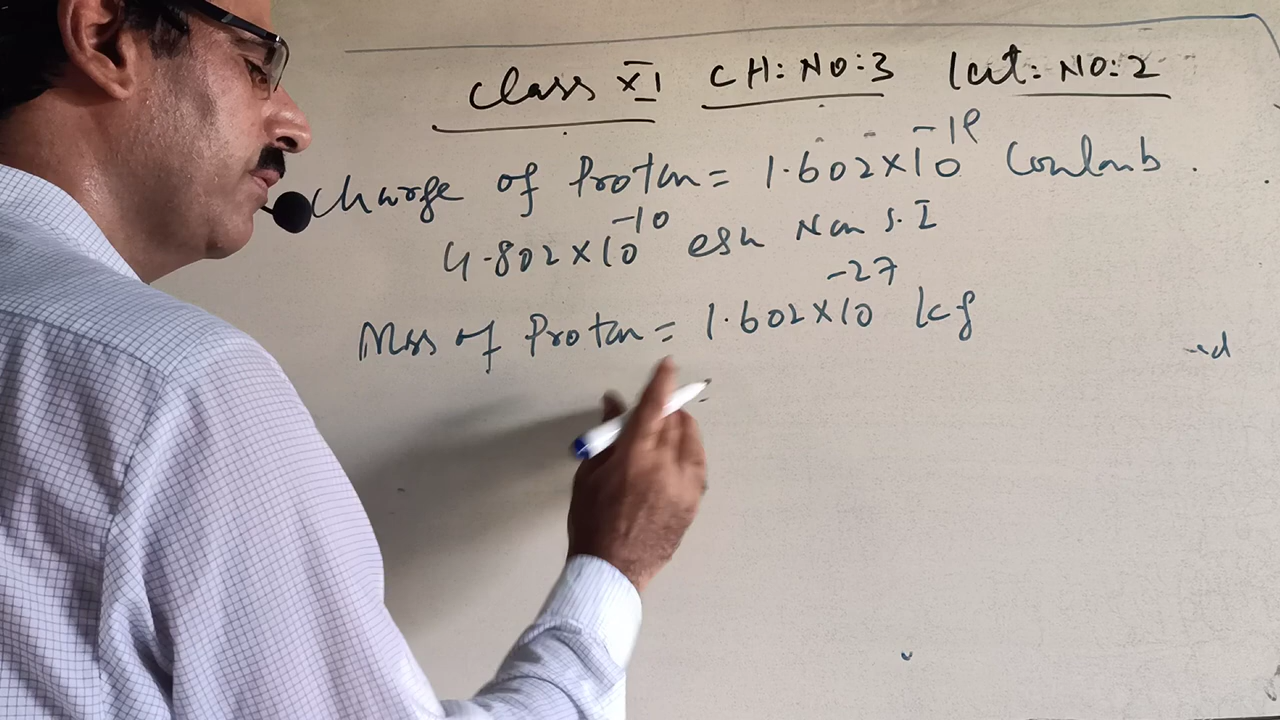 Class XI CH: NO:3 lect: NO:2
Charge of Proton = 1.602×10⁻¹⁹ Coulomb.
4.802×10⁻¹⁰ esu Non S.I
Mass of Proton = 1.602×10⁻²⁷ kg